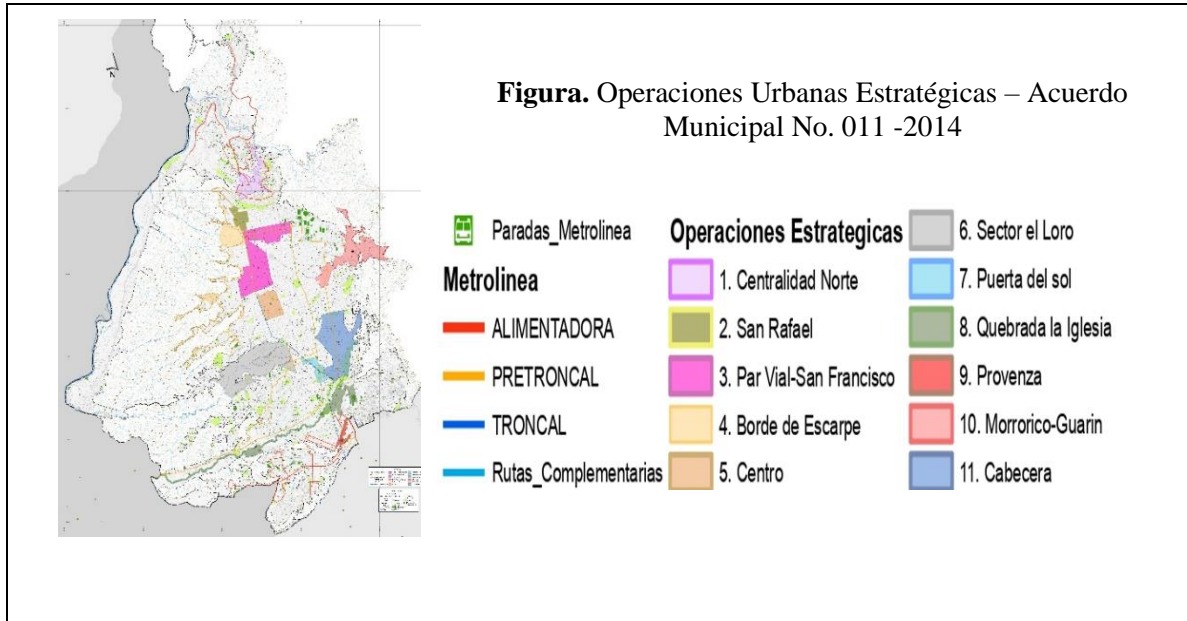 Figura. Operaciones Urbanas Estratégicas – Acuerdo
Municipal No. 011 -2014
N
Paradas_Metrolinea
Metrolinea
ALIMENTADORA
PRETRONCAL
TRONCAL
Rutas_Complementarias
Operaciones Estrategicas
1. Centralidad Norte
2. San Rafael
3. Par Vial-San Francisco
4. Borde de Escarpe
5. Centro
6. Sector el Loro
7. Puerta del sol
8. Quebrada la Iglesia
9. Provenza
10. Morrorico-Guarin
11. Cabecera